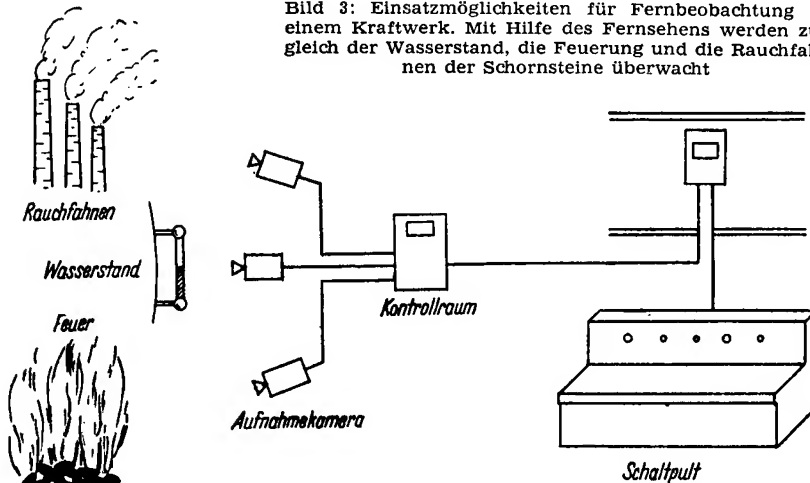 Bild 3: Einsatzmöglichkeiten für Fernbeobachtung
einem Kraftwerk. Mit Hilfe des Fernsehens werden zu
gleich der Wasserstand, die Feuerung und die Rauchfah
nen der Schornsteine überwacht
Rauchfahnen
Wasserstand
Feuer
Kontrollraum
Aufnahmekamera
Schaltpult